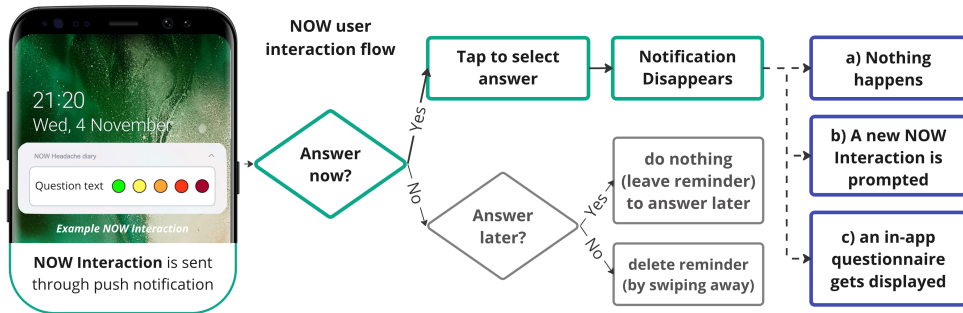 NOW user
interaction flow
21:20
Wed, 4 November
NOW Headache diary
Question text
Example NOW Interaction
NOW Interaction is sent
through push notification
Answer
now?
Yes
No
Tap to select
answer
Notification
Disappears
Answer
later?
Yes
No
do nothing
(leave reminder)
to answer later
delete reminder
(by swiping away)
a) Nothing
happens
b) A new NOW
Interaction is
prompted
c) an in-app
questionnaire
gets displayed